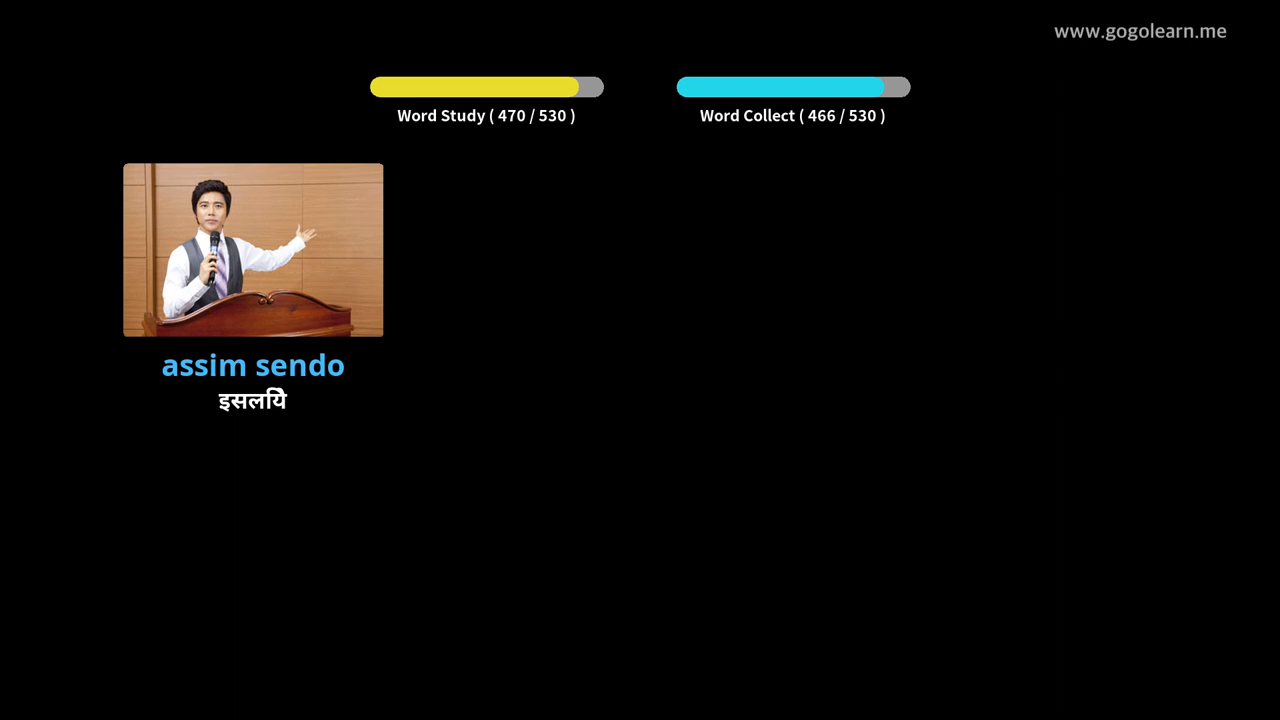 www.gogolearn.me
Word Study ( 470 / 530 )
Word Collect ( 466 / 530 )
assim sendo
इसलिये